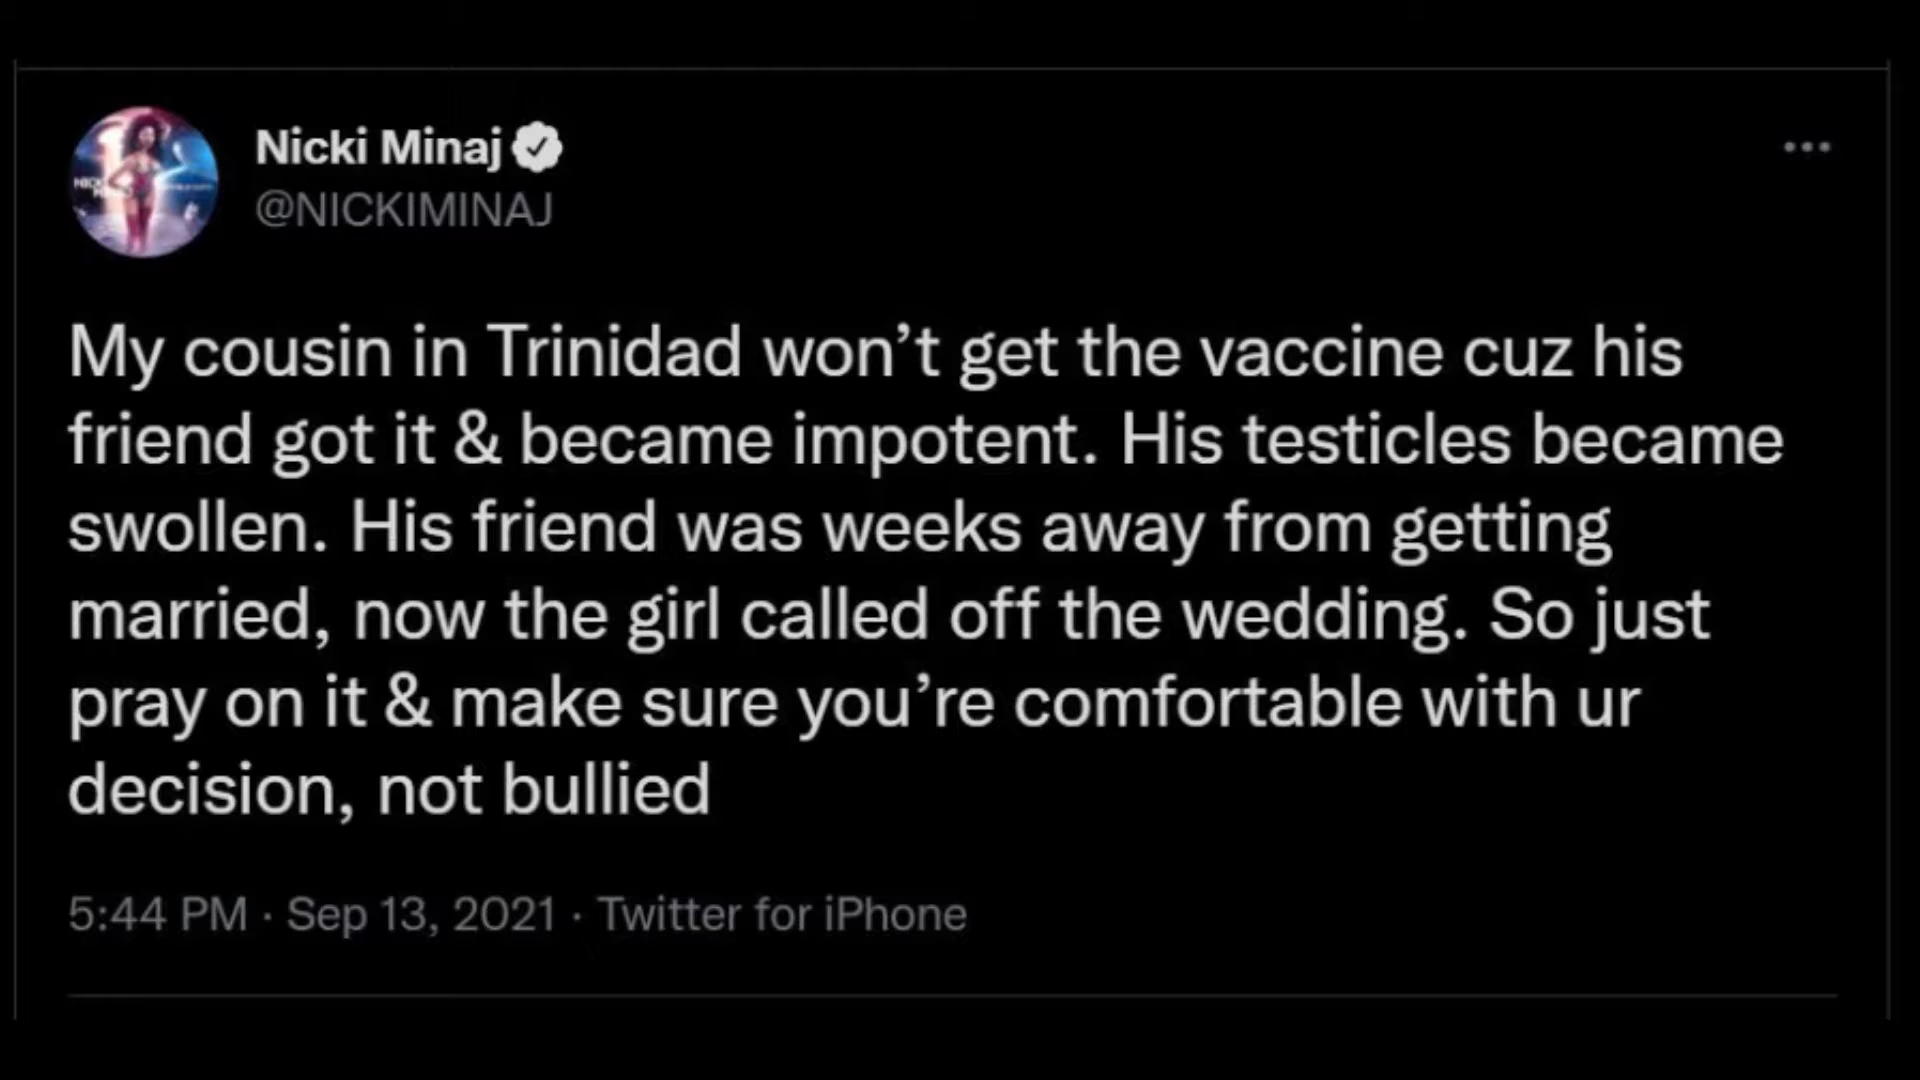 Nicki Minaj
@NICKIMINAJ
My cousin in Trinidad won’t get the vaccine cuz his
friend got it & became impotent. His testicles became
swollen. His friend was weeks away from getting
married, now the girl called off the wedding. So just
pray on it & make sure you’re comfortable with ur
decision, not bullied
5:44 PM · Sep 13, 2021 · Twitter for iPhone